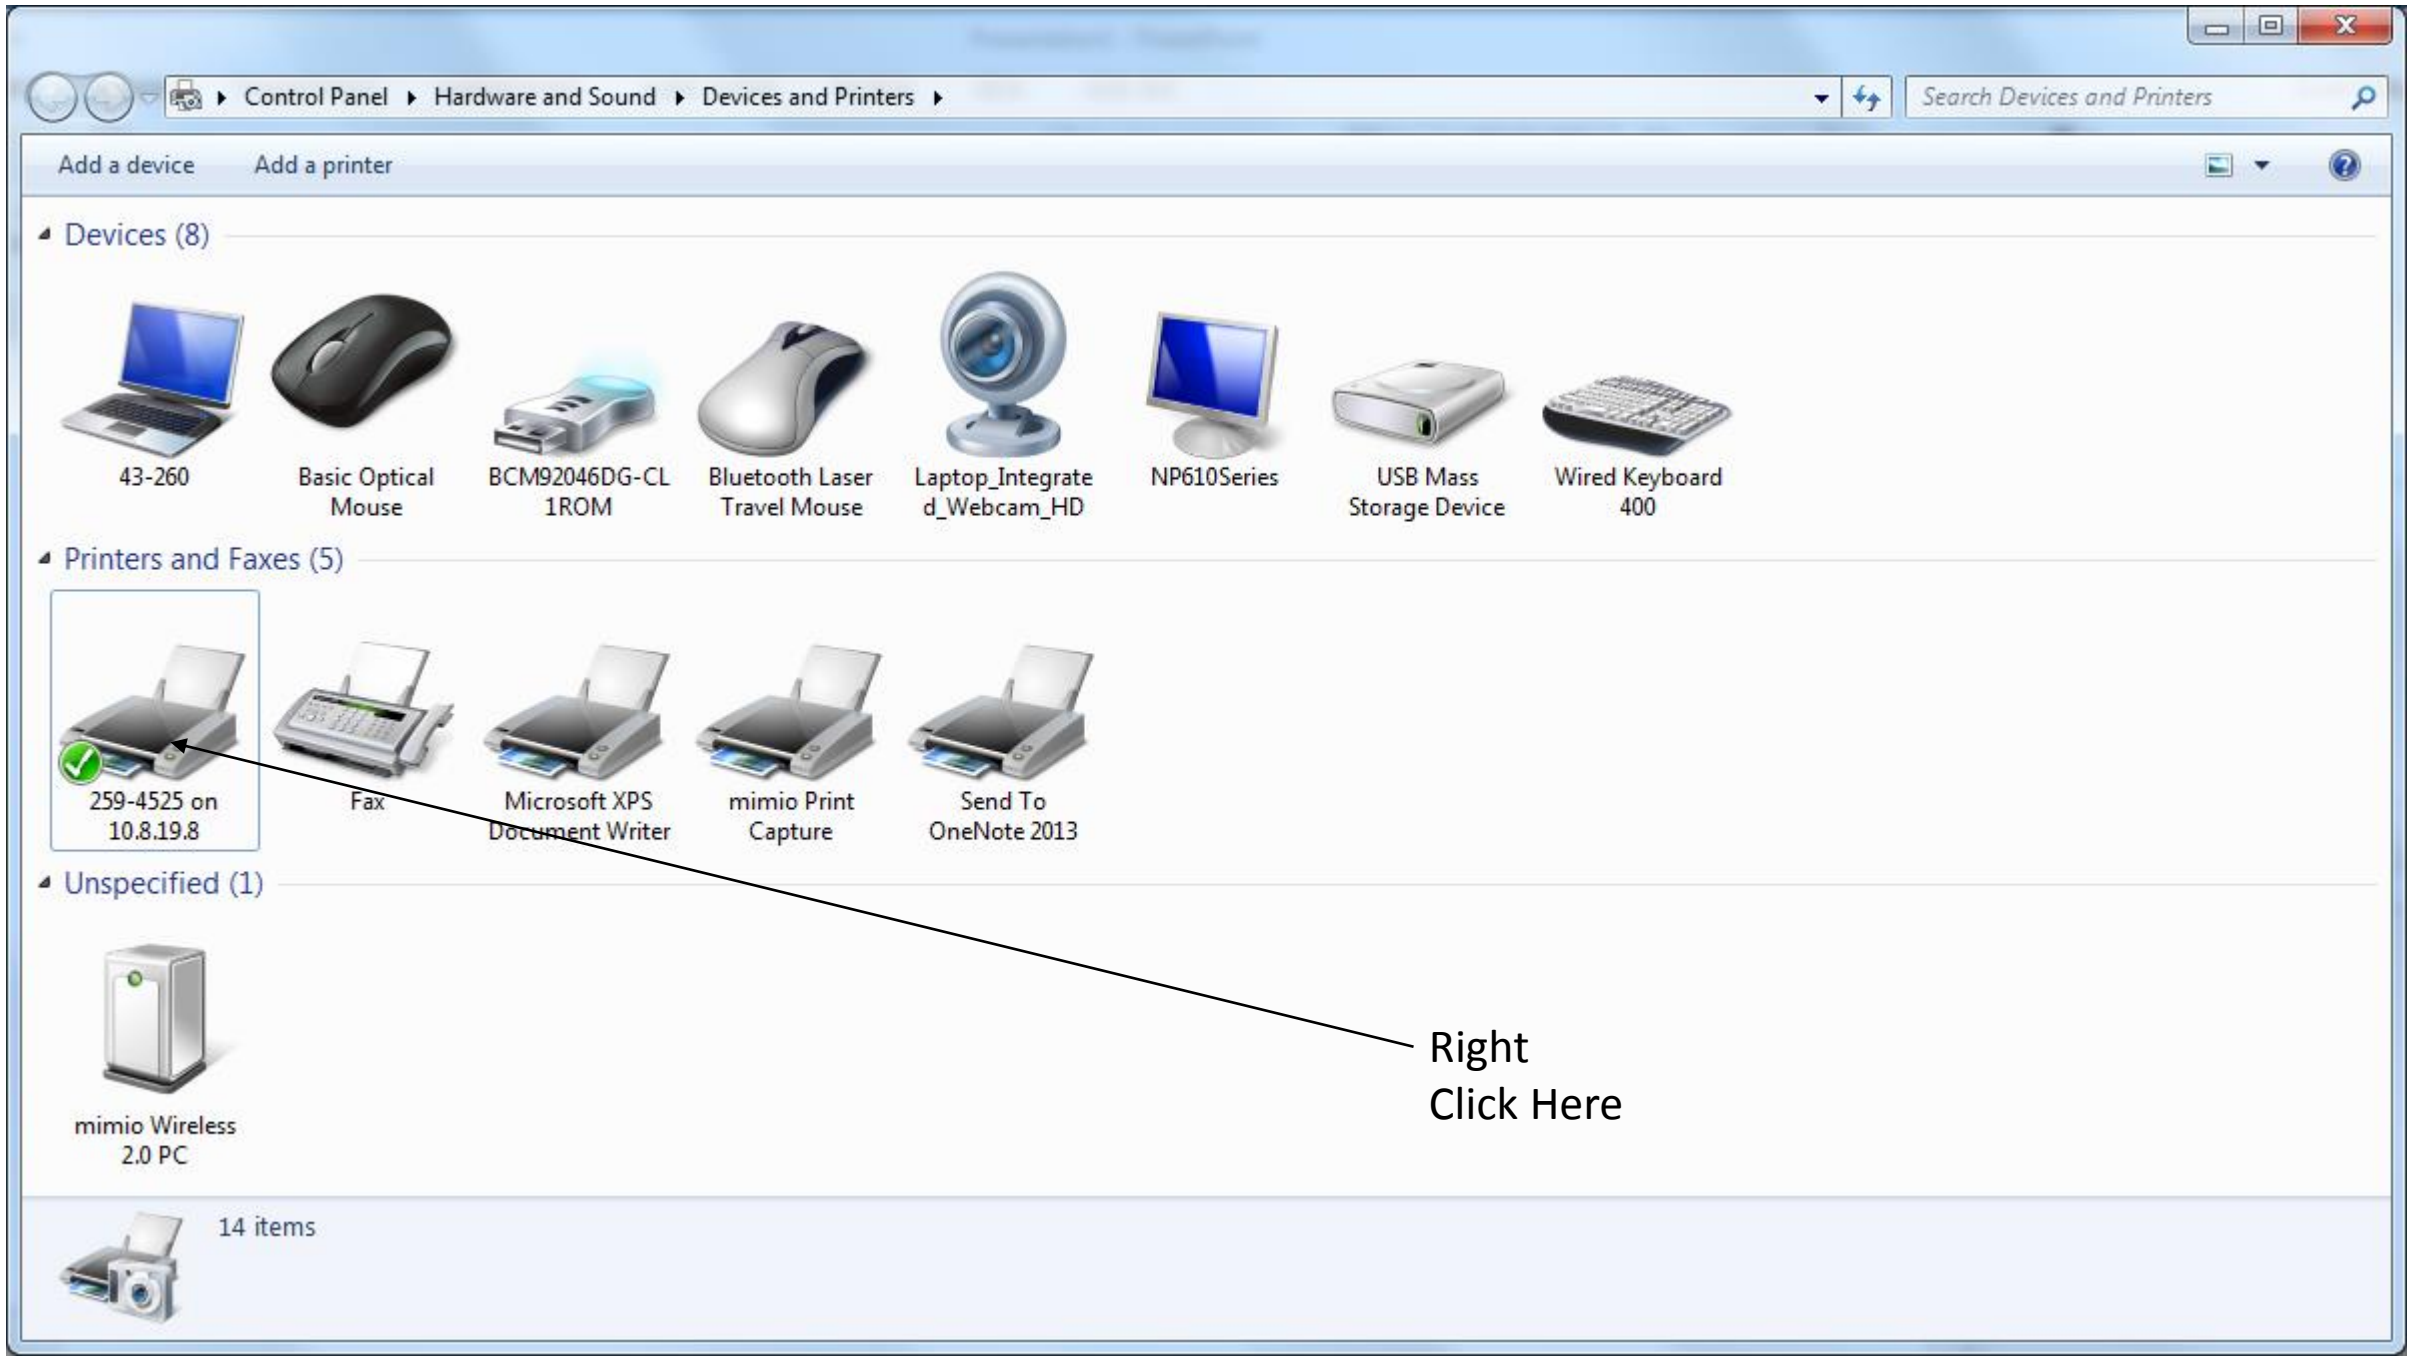 Control Panel Hardware and Sound Devices and Printers
Search Devices and Printers
Add a device Add a printer
Devices (8)
43-260
Basic Optical
Mouse
BCM92046DG-CL
1ROM
Bluetooth Laser
Travel Mouse
Laptop_Integrate
d_Webcam_HD
NP610Series
USB Mass
Storage Device
Wired Keyboard
400
Printers and Faxes (5)
259-4525 on
10.8.19.8
Fax
Microsoft XPS
Document Writer
mimio Print
Capture
Send To
OneNote 2013
Unspecified (1)
mimio Wireless
2.0 PC
Right
Click Here
14 items